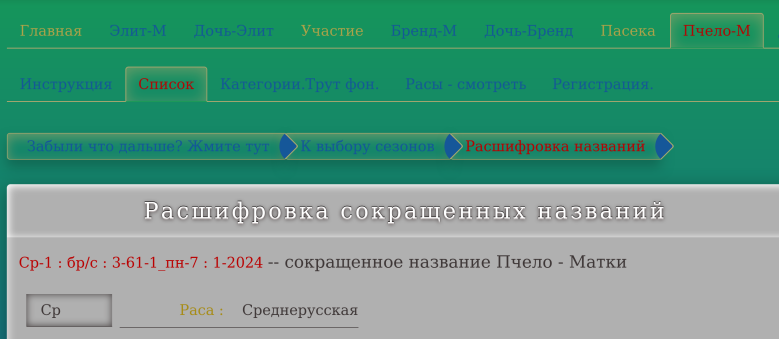 Главная Элит-М Дочь-Элит Участие Бренд-М Дочь-Бренд Пасека Пчело-М
Инструкция Список Категории.Трут фон. Расы - смотреть Регистрация.
Забыли что дальше? Жмите тут К выбору сезонов Расшифровка названий
Расшифровка сокращенных названий
Ср-1 : бр/с : 3-61-1_пн-7 : 1-2024 -- сокращенное название Пчело - Матки
Ср Раса : Среднерусская